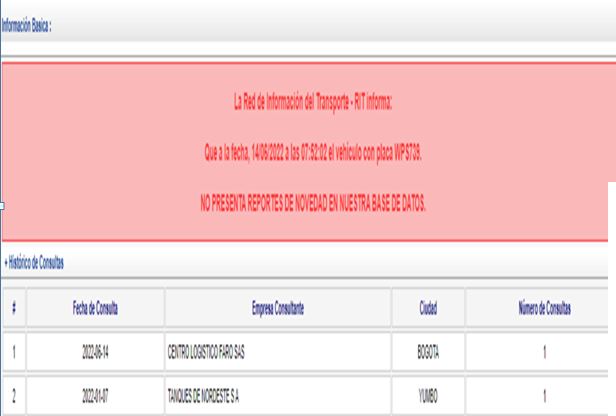 Información Basica :
La Red de Información del Transporte - RIT informa:
Que a la fecha, 14/06/2022 a las 07:52:02 el vehiculo con placa WPS739.
NO PRESENTA REPORTES DE NOVEDAD EN NUESTRA BASE DE DATOS.
+ Histórico de Consultas
# Fecha de Consulta Empresa Consultante Ciudad Número de Consultas
1 2022-06-14 CENTRO LOGISTICO FARO SAS BOGOTA 1
2 2022-01-07 TANQUES DE NORDESTE S A YUMBO 1